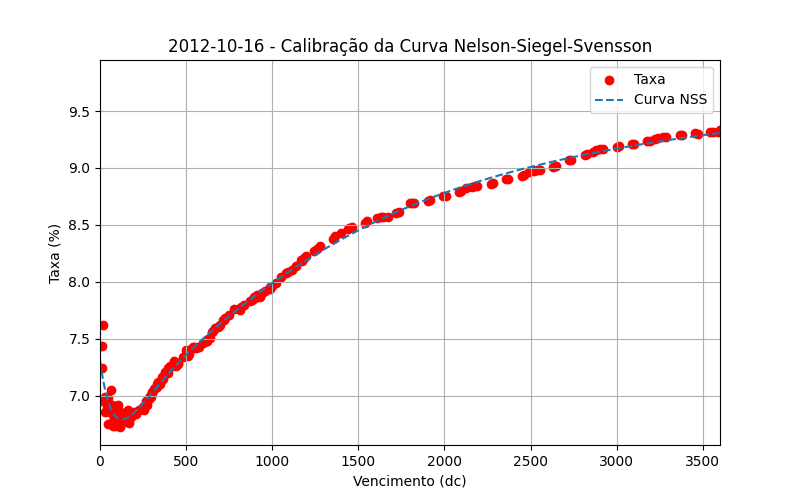 2012-10-16 - Calibração da Curva Nelson-Siegel-Svensson
Taxa
Curva NSS
Taxa (%)
9.5
9.0
8.5
8.0
7.5
7.0
0 500 1000 1500 2000 2500 3000 3500
Vencimento (dc)